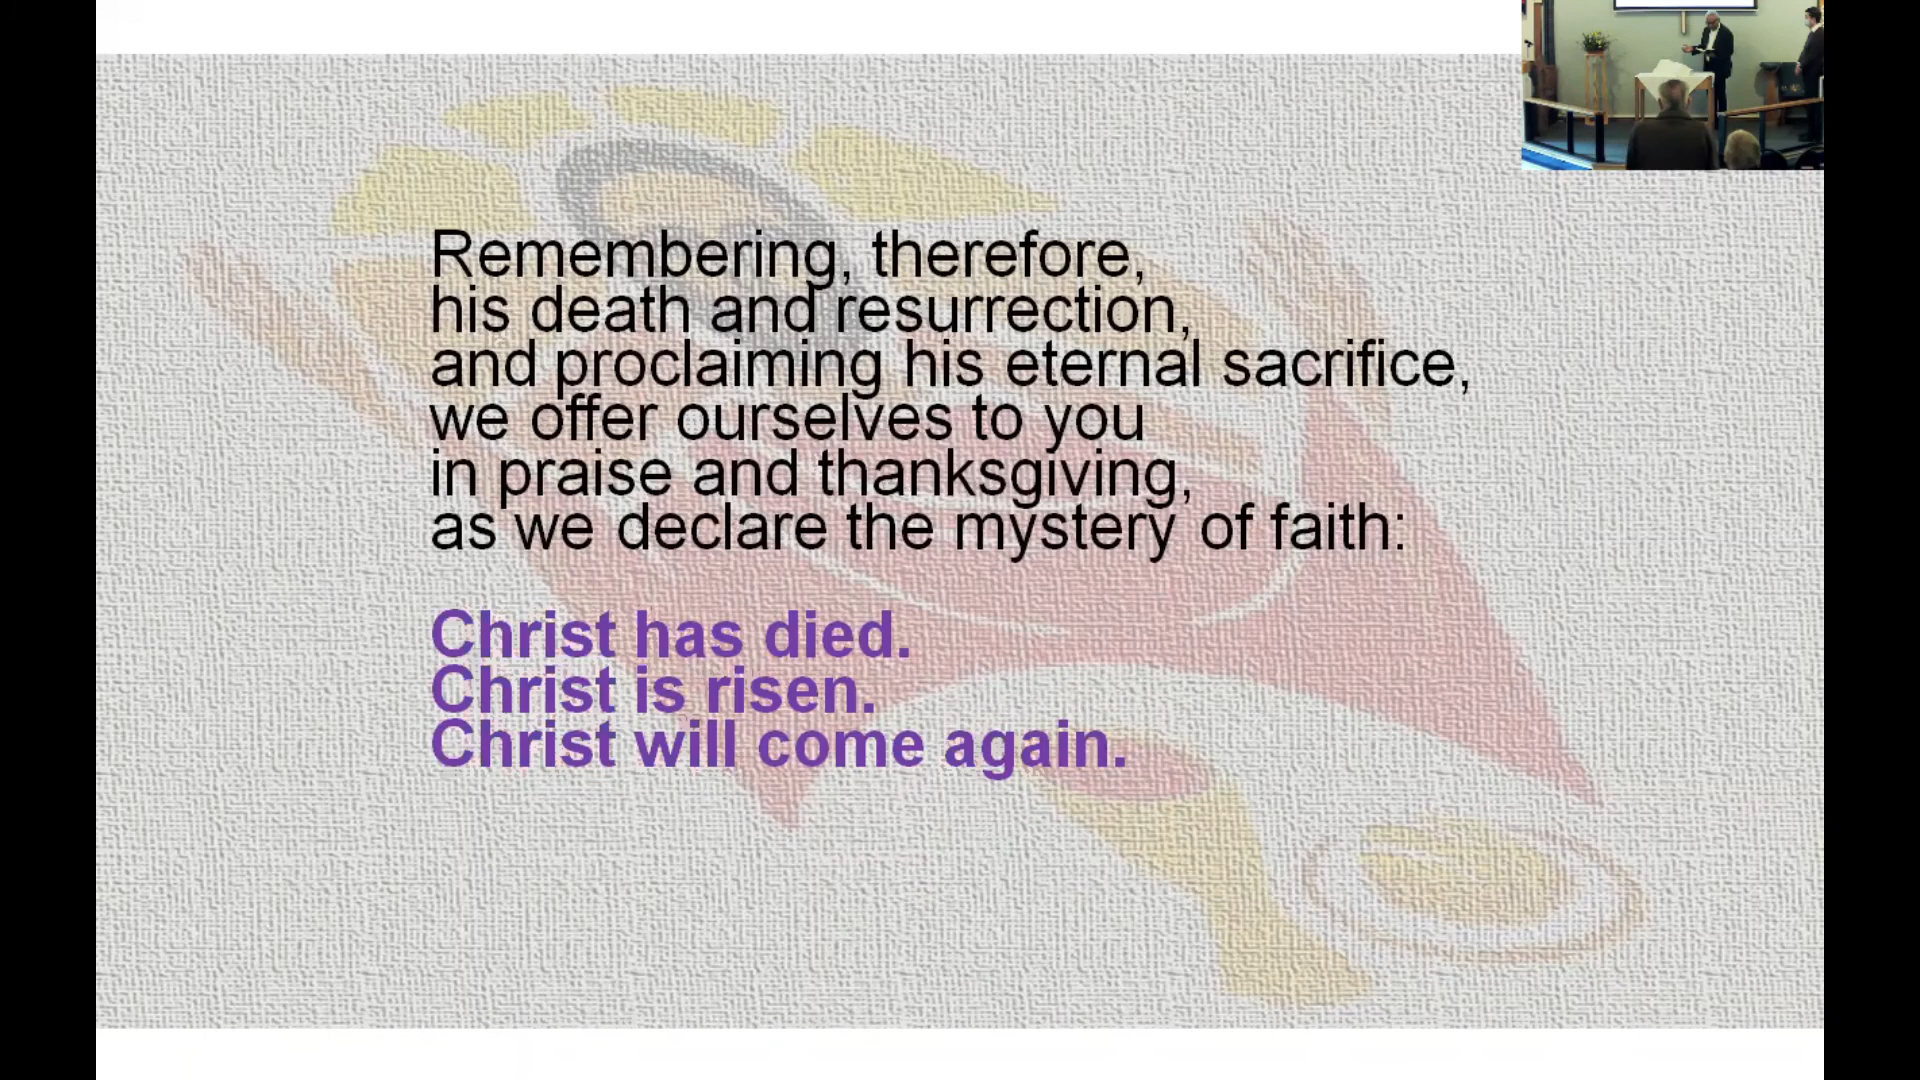 Remembering, therefore,
his death and resurrection,
and proclaiming his eternal sacrifice,
we offer ourselves to you
in praise and thanksgiving,
as we declare the mystery of faith:
Christ has died.
Christ is risen.
Christ will come again.